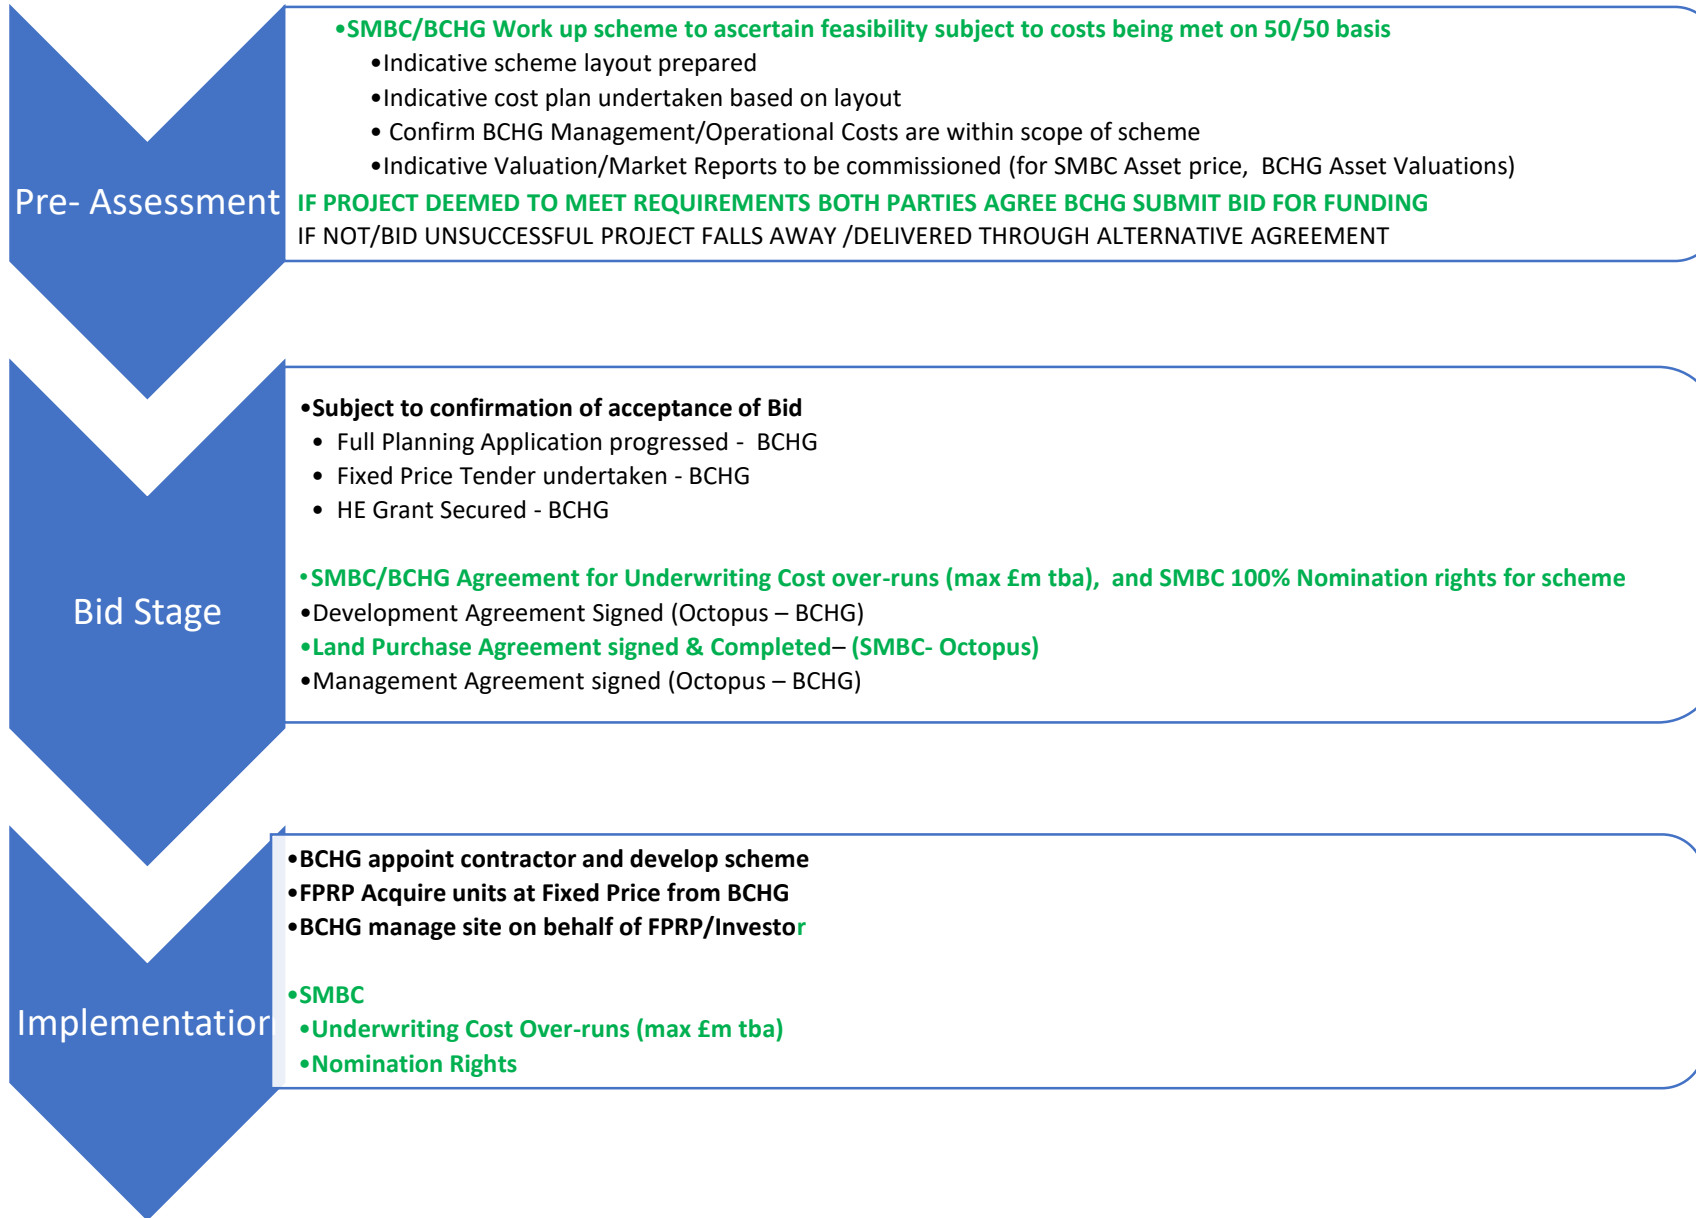 •SMBC/BCHG Work up scheme to ascertain feasibility subject to costs being met on 50/50 basis
•Indicative scheme layout prepared
•Indicative cost plan undertaken based on layout
• Confirm BCHG Management/Operational Costs are within scope of scheme
•Indicative Valuation/Market Reports to be commissioned (for SMBC Asset price, BCHG Asset Valuations)
Pre- Assessment
IF PROJECT DEEMED TO MEET REQUIREMENTS BOTH PARTIES AGREE BCHG SUBMIT BID FOR FUNDING
IF NOT/BID UNSUCCESSFUL PROJECT FALLS AWAY /DELIVERED THROUGH ALTERNATIVE AGREEMENT
•Subject to confirmation of acceptance of Bid
• Full Planning Application progressed - BCHG
• Fixed Price Tender undertaken - BCHG
• HE Grant Secured - BCHG
•SMBC/BCHG Agreement for Underwriting Cost over-runs (max £m tba), and SMBC 100% Nomination rights for scheme
Bid Stage
•Development Agreement Signed (Octopus – BCHG)
•Land Purchase Agreement signed & Completed– (SMBC- Octopus)
•Management Agreement signed (Octopus – BCHG)
•BCHG appoint contractor and develop scheme
•FPRP Acquire units at Fixed Price from BCHG
•BCHG manage site on behalf of FPRP/Investor
•SMBC
Implementation
•Underwriting Cost Over-runs (max £m tba)
•Nomination Rights